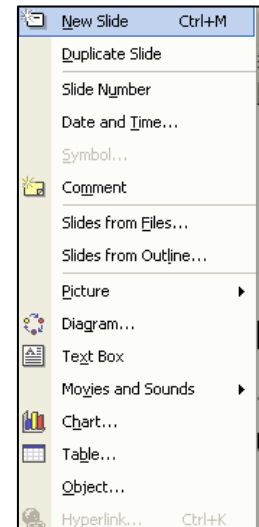 New Slide Ctrl+M
Duplicate Slide
Slide Number
Date and Time...
Symbol...
Comment
Slides from Files...
Slides from Outline...
Picture
Diagram...
Text Box
Movies and Sounds
Chart...
Table...
Object...
Hyperlink... Ctrl+K